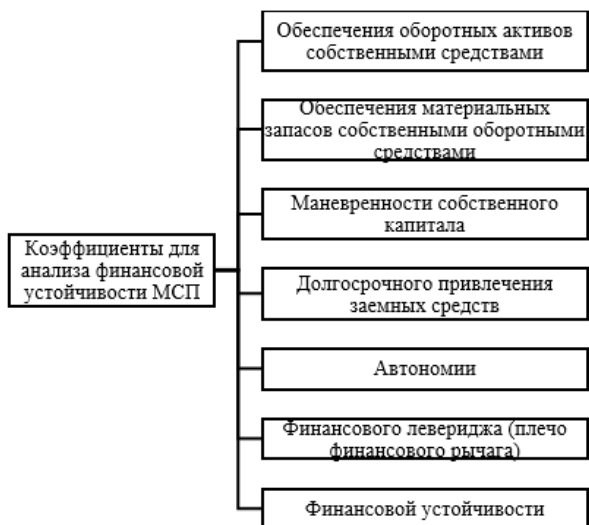 Коэффициенты для
анализа финансовой
устойчивости МСП
Обеспечения оборотных активов
собственными средствами
Обеспечения материальных
запасов собственными оборотными
средствами
Маневренности собственного
капитала
Долгосрочного привлечения
заемных средств
Автономии
Финансового левериджа (плечо
финансового рычага)
Финансовой устойчивости